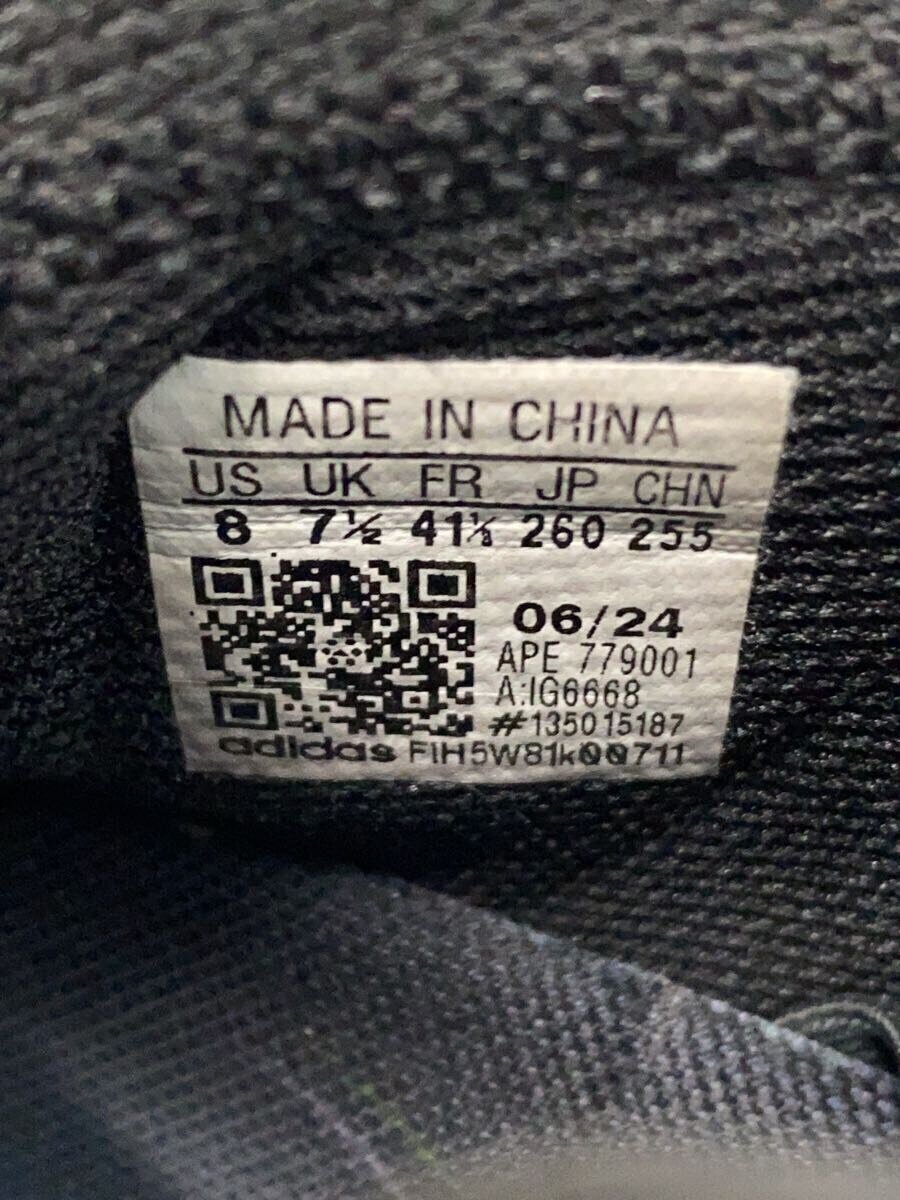 MADE IN CHINA
US UK FR JP CHN
8 7½ 41⅓ 260 255
06/24
APE 779001
A:IG6668
#135015187
adidas FIH5W81k00711